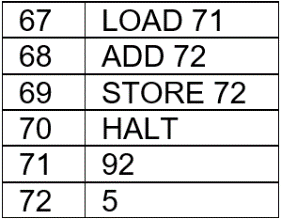 67 LOAD 71
68 ADD 72
69 STORE 72
70 HALT
71 92
72 5